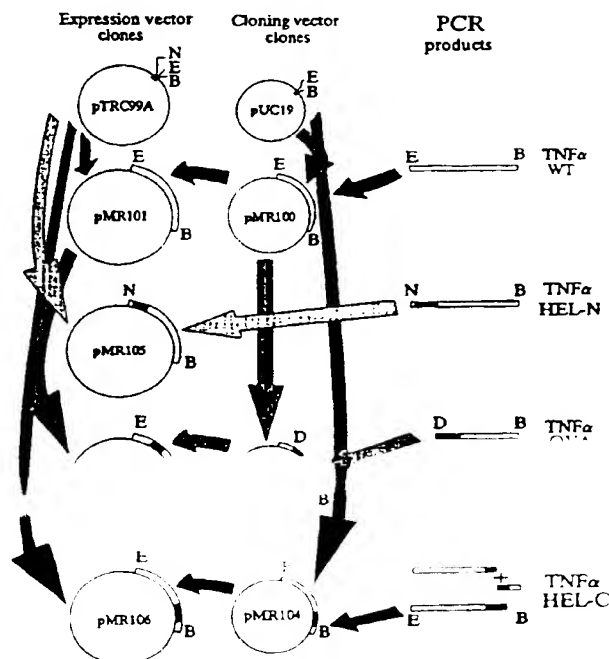 Expression vector clones
Cloning vector clones
PCR products
N
E
B
pTRC99A
E
B
pUC19
E
B
pMR101
E
B
pMR100
E B
TNFα WT
N
B
pMR105
N B
TNFα HEL-N
E
D
D B
TNFα
B
E
B
pMR106
B
pMR104
+
E B
TNFα HEL-C